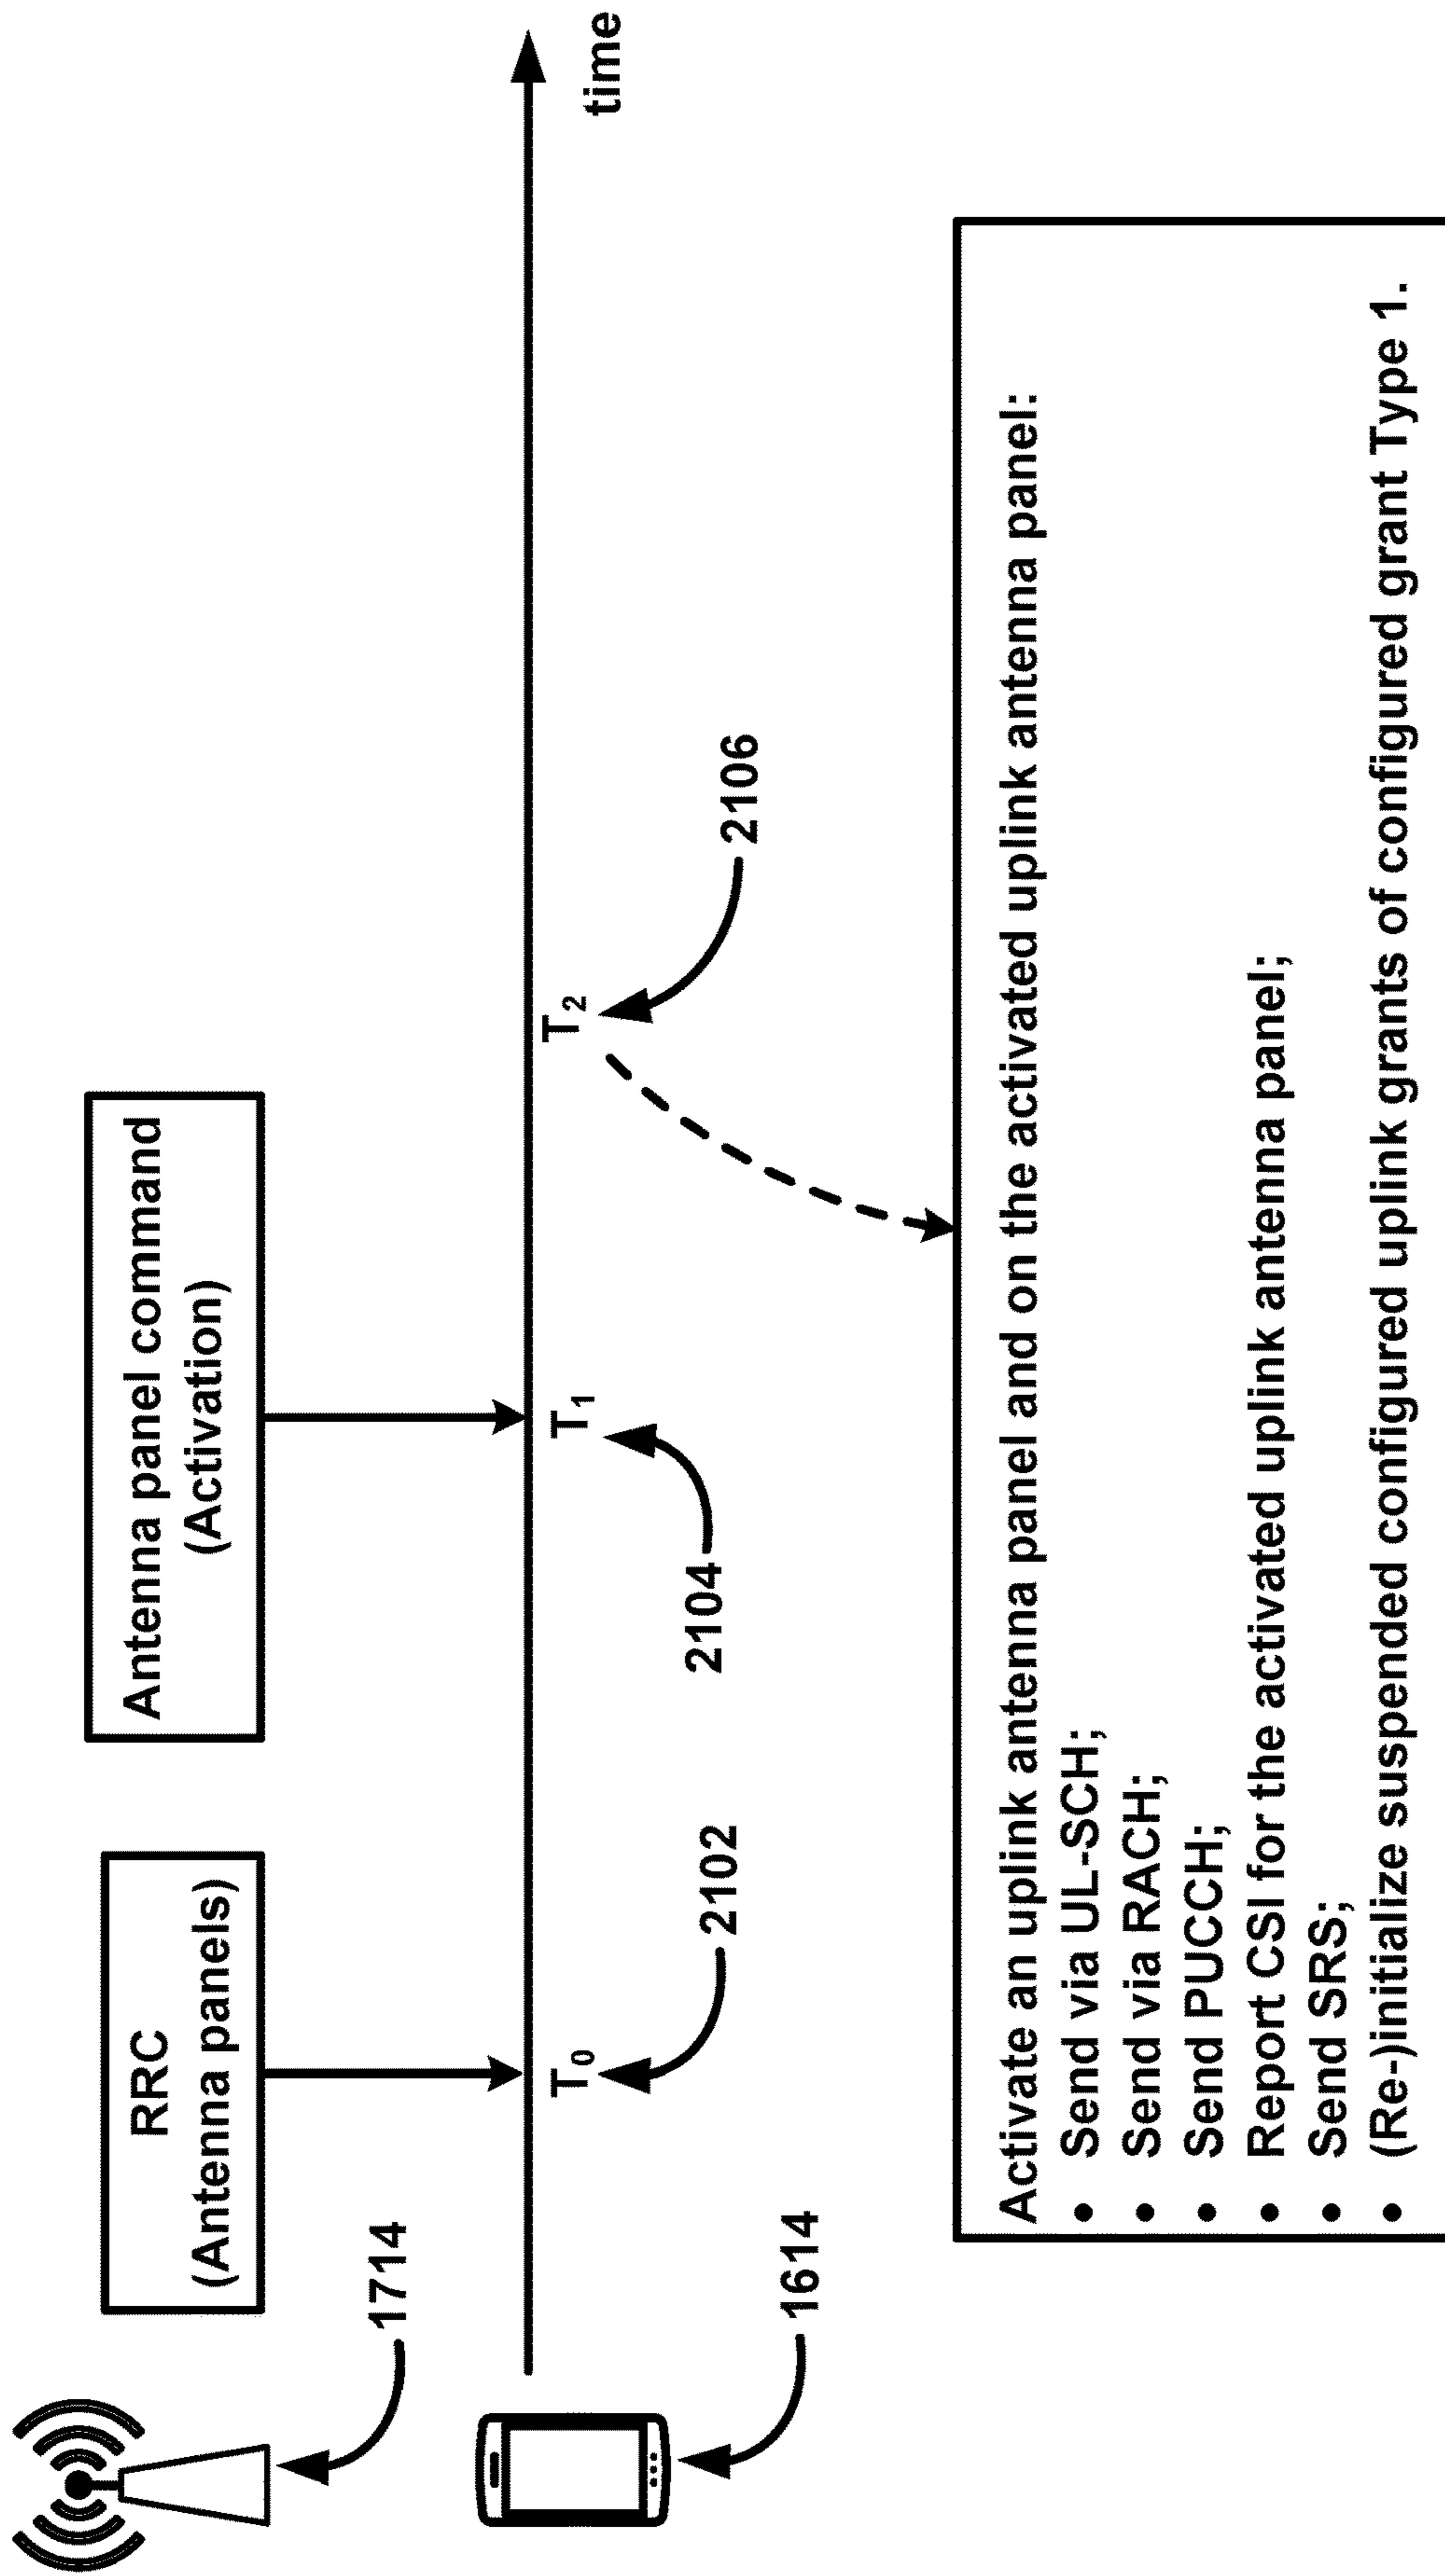 RRC
(Antenna panels)
Antenna panel command
(Activation)
1714
T0
T1
T2
time
2102
2104
2106
1614
Activate an uplink antenna panel and on the activated uplink antenna panel:
• Send via UL-SCH;
• Send via RACH;
• Send PUCCH;
• Report CSI for the activated uplink antenna panel;
• Send SRS;
• (Re-)initialize suspended configured uplink grants of configured grant Type 1.